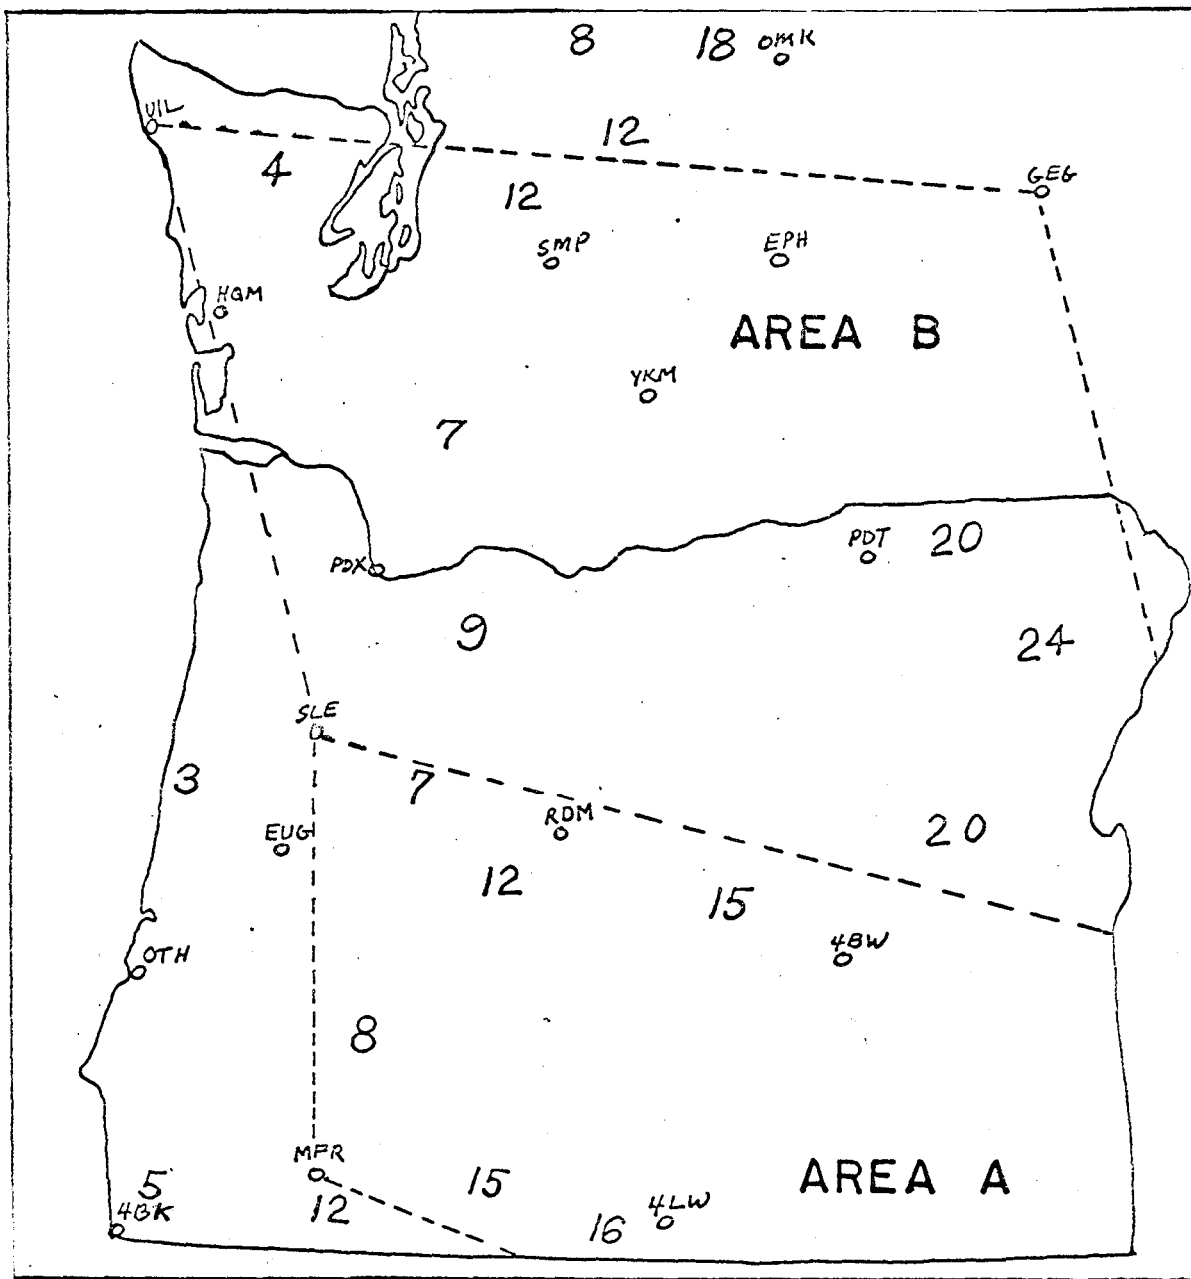 8 18 OMK
UIL
12
4
GEG
12
SMP EPH
HQM
AREA B
YKM
7
PDT 20
PDX
9
24
SLE
3 7
RDM
EUG 20
12 15
4BW
OTH
8
MFR
5 15 AREA A
4BK 12 4LW
16